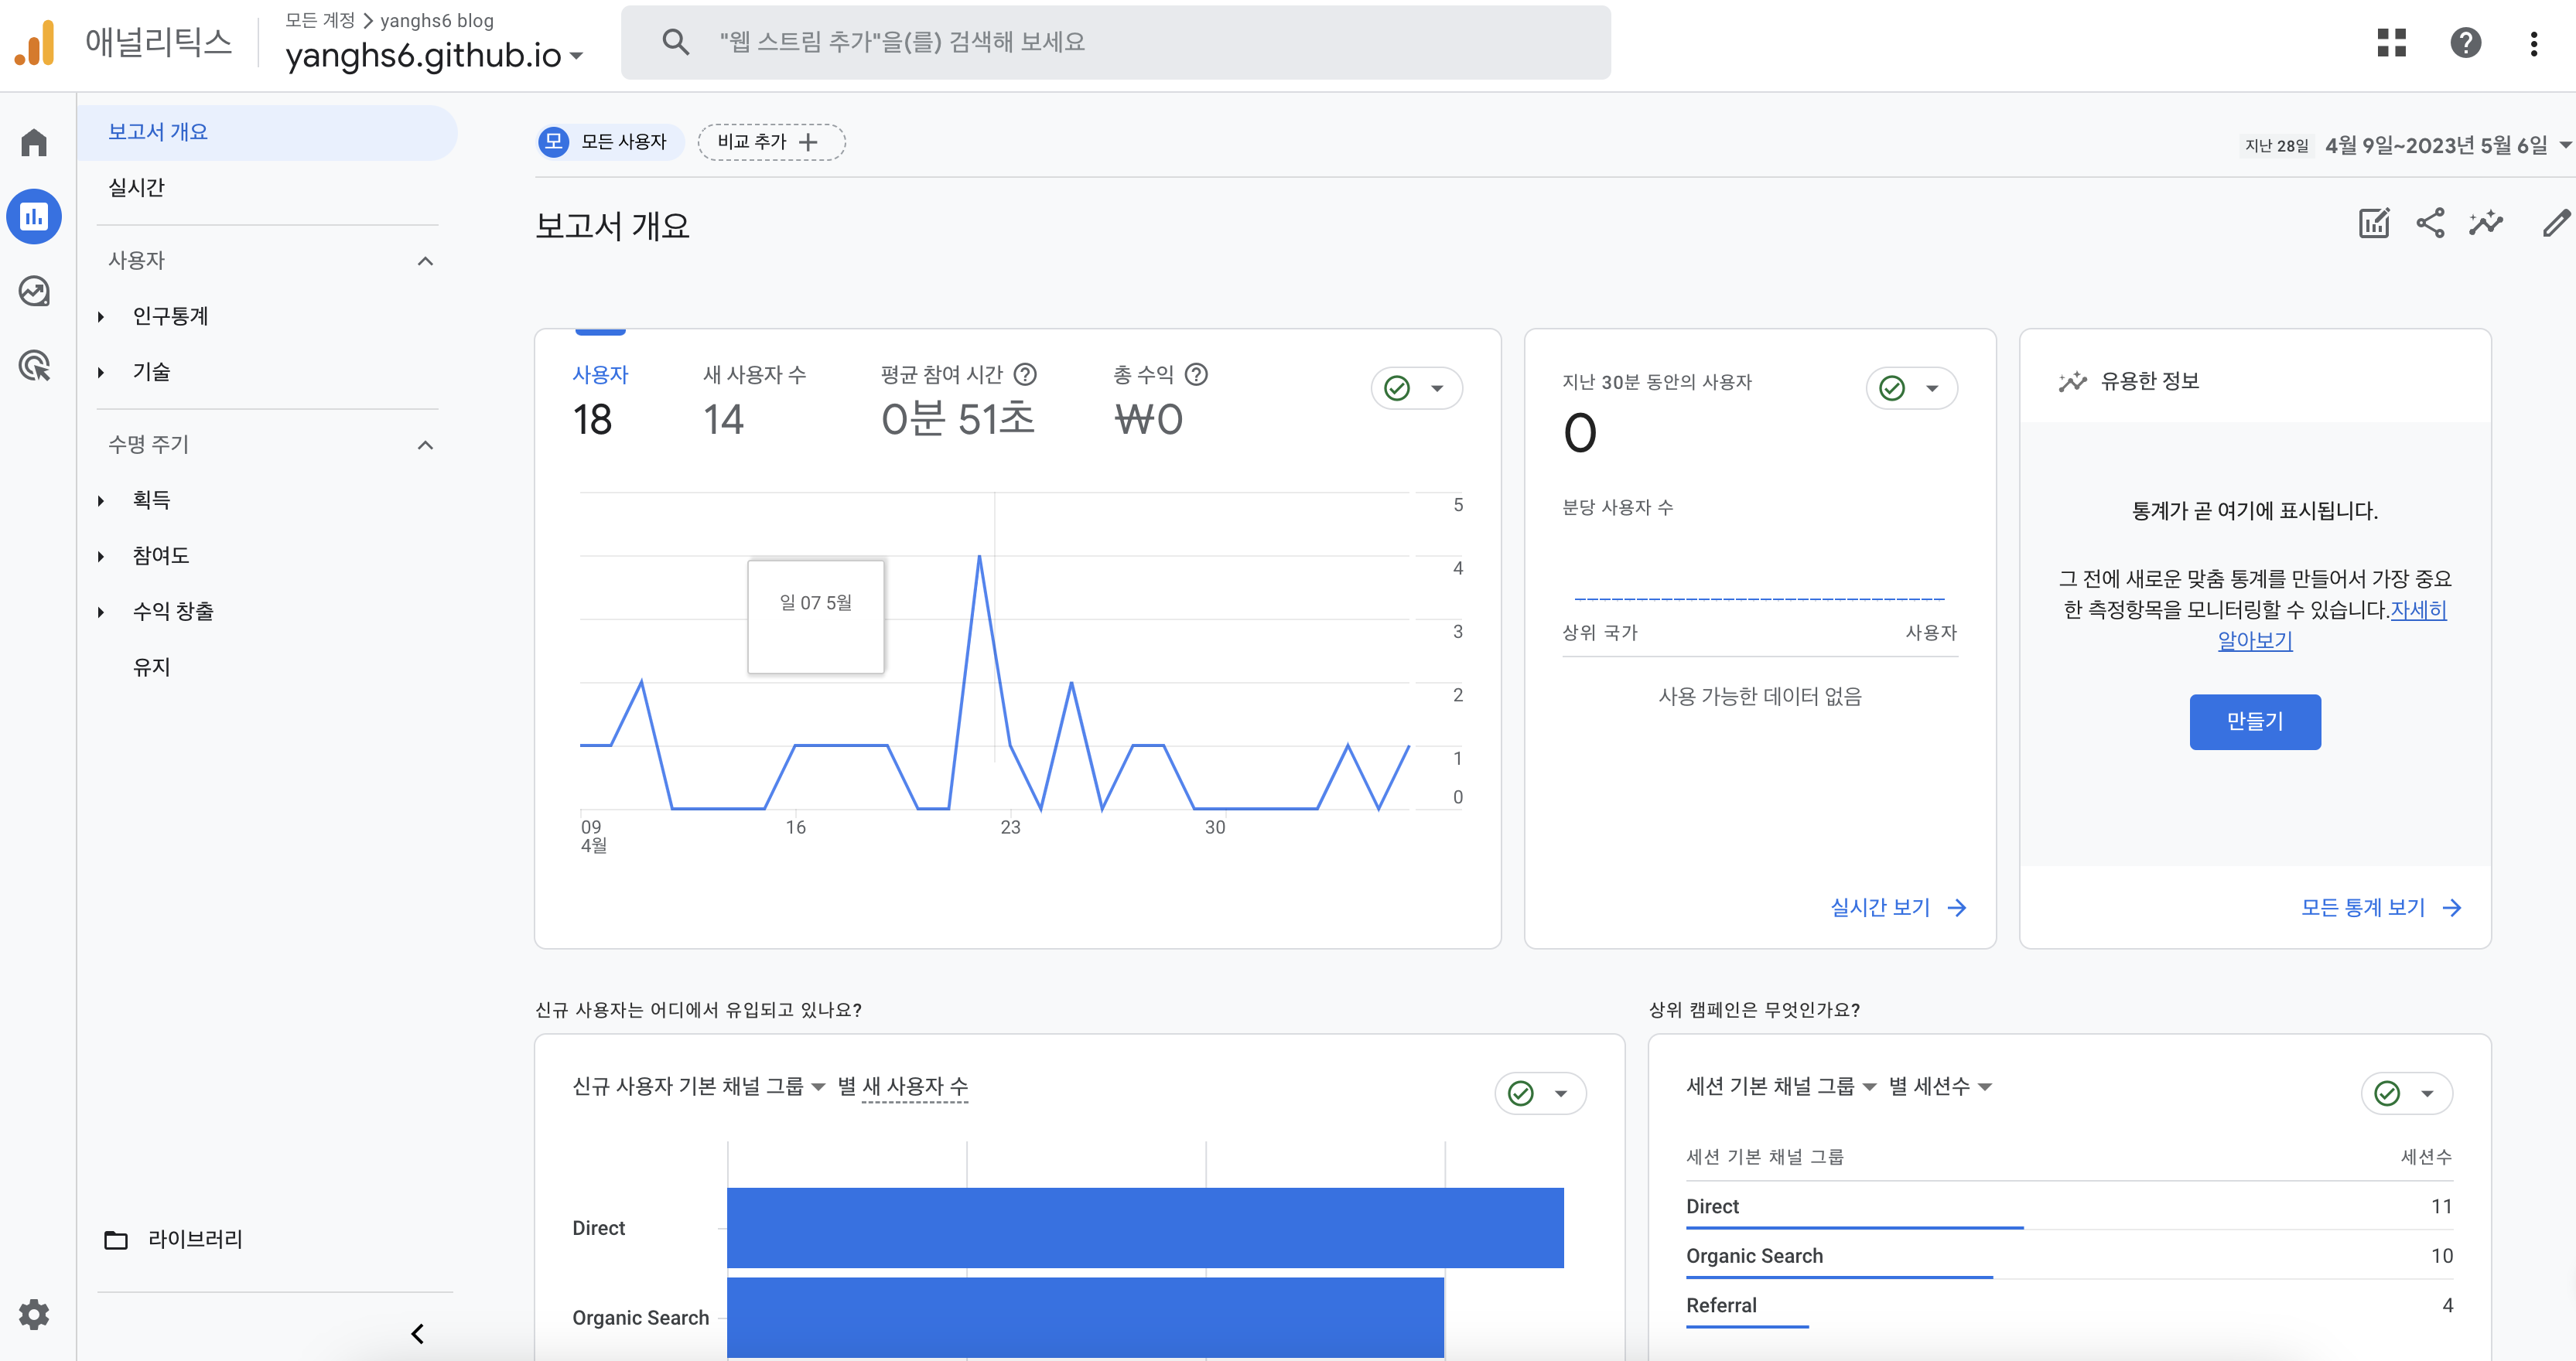 애널리틱스
모든 계정 > yanghs6 blog
yanghs6.github.io
"웹 스트림 추가"을(를) 검색해 보세요
보고서 개요
실시간
사용자
인구통계
기술
수명 주기
획득
참여도
수익 창출
유지
라이브러리
모 모든 사용자
비교 추가
지난 28일 4월 9일~2023년 5월 6일
보고서 개요
사용자
18
새 사용자 수
14
평균 참여 시간
0분 51초
총 수익
₩0
일 07 5월
5
4
3
2
1
0
09
4월
16
23
30
지난 30분 동안의 사용자
0
분당 사용자 수
상위 국가 사용자
사용 가능한 데이터 없음
실시간 보기
유용한 정보
통계가 곧 여기에 표시됩니다.
그 전에 새로운 맞춤 통계를 만들어서 가장 중요
한 측정항목을 모니터링할 수 있습니다.자세히
알아보기
만들기
모든 통계 보기
신규 사용자는 어디에서 유입되고 있나요?
신규 사용자 기본 채널 그룹 별 새 사용자 수
Direct
Organic Search
상위 캠페인은 무엇인가요?
세션 기본 채널 그룹 별 세션수
세션 기본 채널 그룹 세션수
Direct 11
Organic Search 10
Referral 4